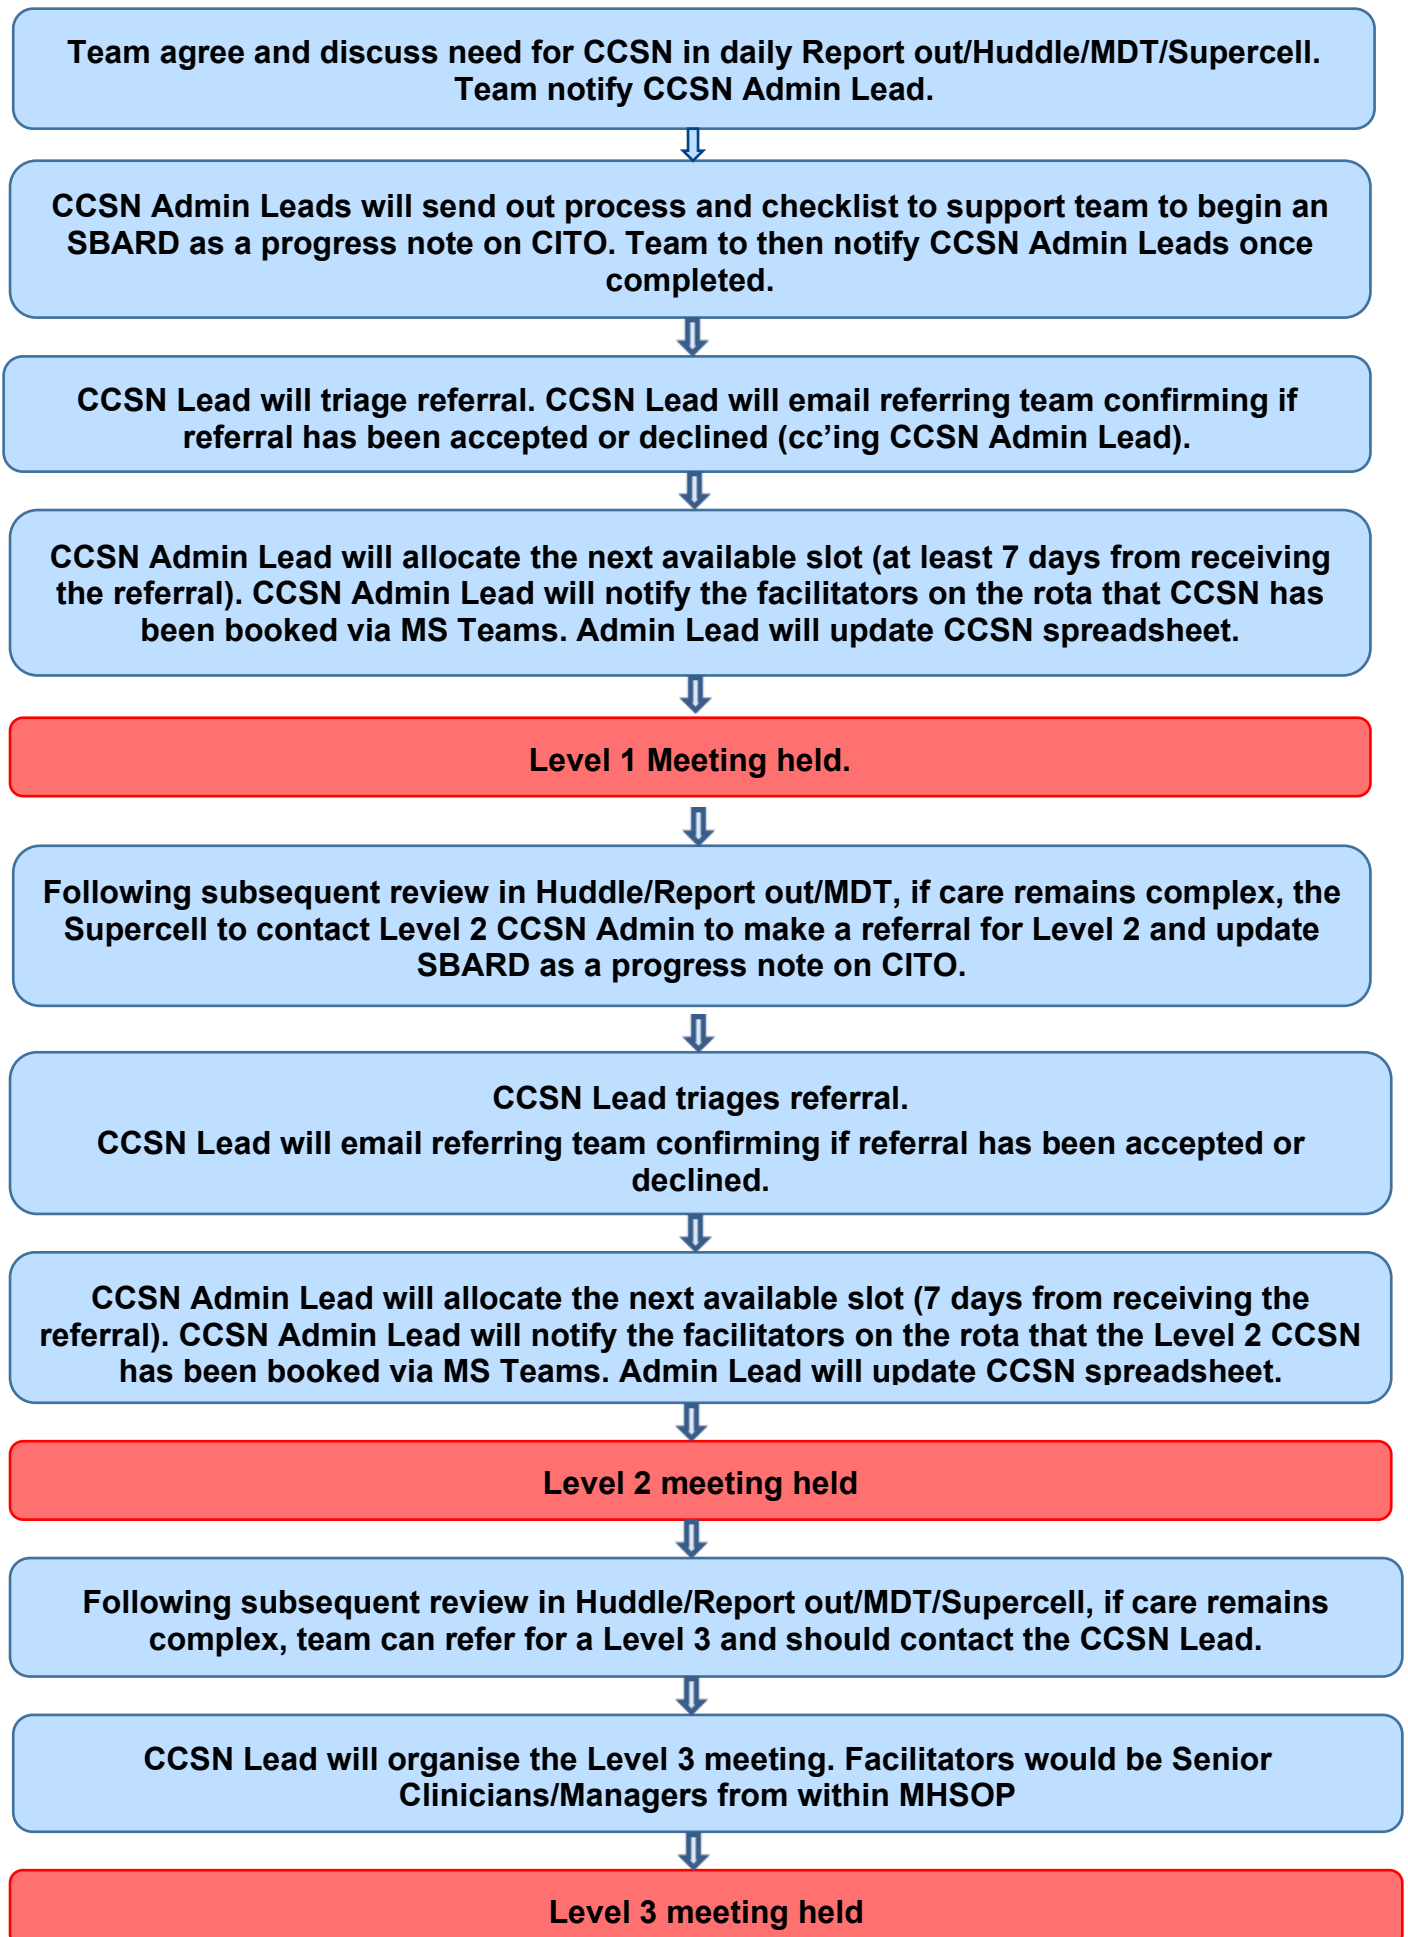 Team agree and discuss need for CCSN in daily Report out/Huddle/MDT/Supercell.
Team notify CCSN Admin Lead.
CCSN Admin Leads will send out process and checklist to support team to begin an
SBARD as a progress note on CITO. Team to then notify CCSN Admin Leads once
completed.
CCSN Lead will triage referral. CCSN Lead will email referring team confirming if
referral has been accepted or declined (cc’ing CCSN Admin Lead).
CCSN Admin Lead will allocate the next available slot (at least 7 days from receiving
the referral). CCSN Admin Lead will notify the facilitators on the rota that CCSN has
been booked via MS Teams. Admin Lead will update CCSN spreadsheet.
Level 1 Meeting held.
Following subsequent review in Huddle/Report out/MDT, if care remains complex, the
Supercell to contact Level 2 CCSN Admin to make a referral for Level 2 and update
SBARD as a progress note on CITO.
CCSN Lead triages referral.
CCSN Lead will email referring team confirming if referral has been accepted or
declined.
CCSN Admin Lead will allocate the next available slot (7 days from receiving the
referral). CCSN Admin Lead will notify the facilitators on the rota that the Level 2 CCSN
has been booked via MS Teams. Admin Lead will update CCSN spreadsheet.
Level 2 meeting held
Following subsequent review in Huddle/Report out/MDT/Supercell, if care remains
complex, team can refer for a Level 3 and should contact the CCSN Lead.
CCSN Lead will organise the Level 3 meeting. Facilitators would be Senior
Clinicians/Managers from within MHSOP
Level 3 meeting held